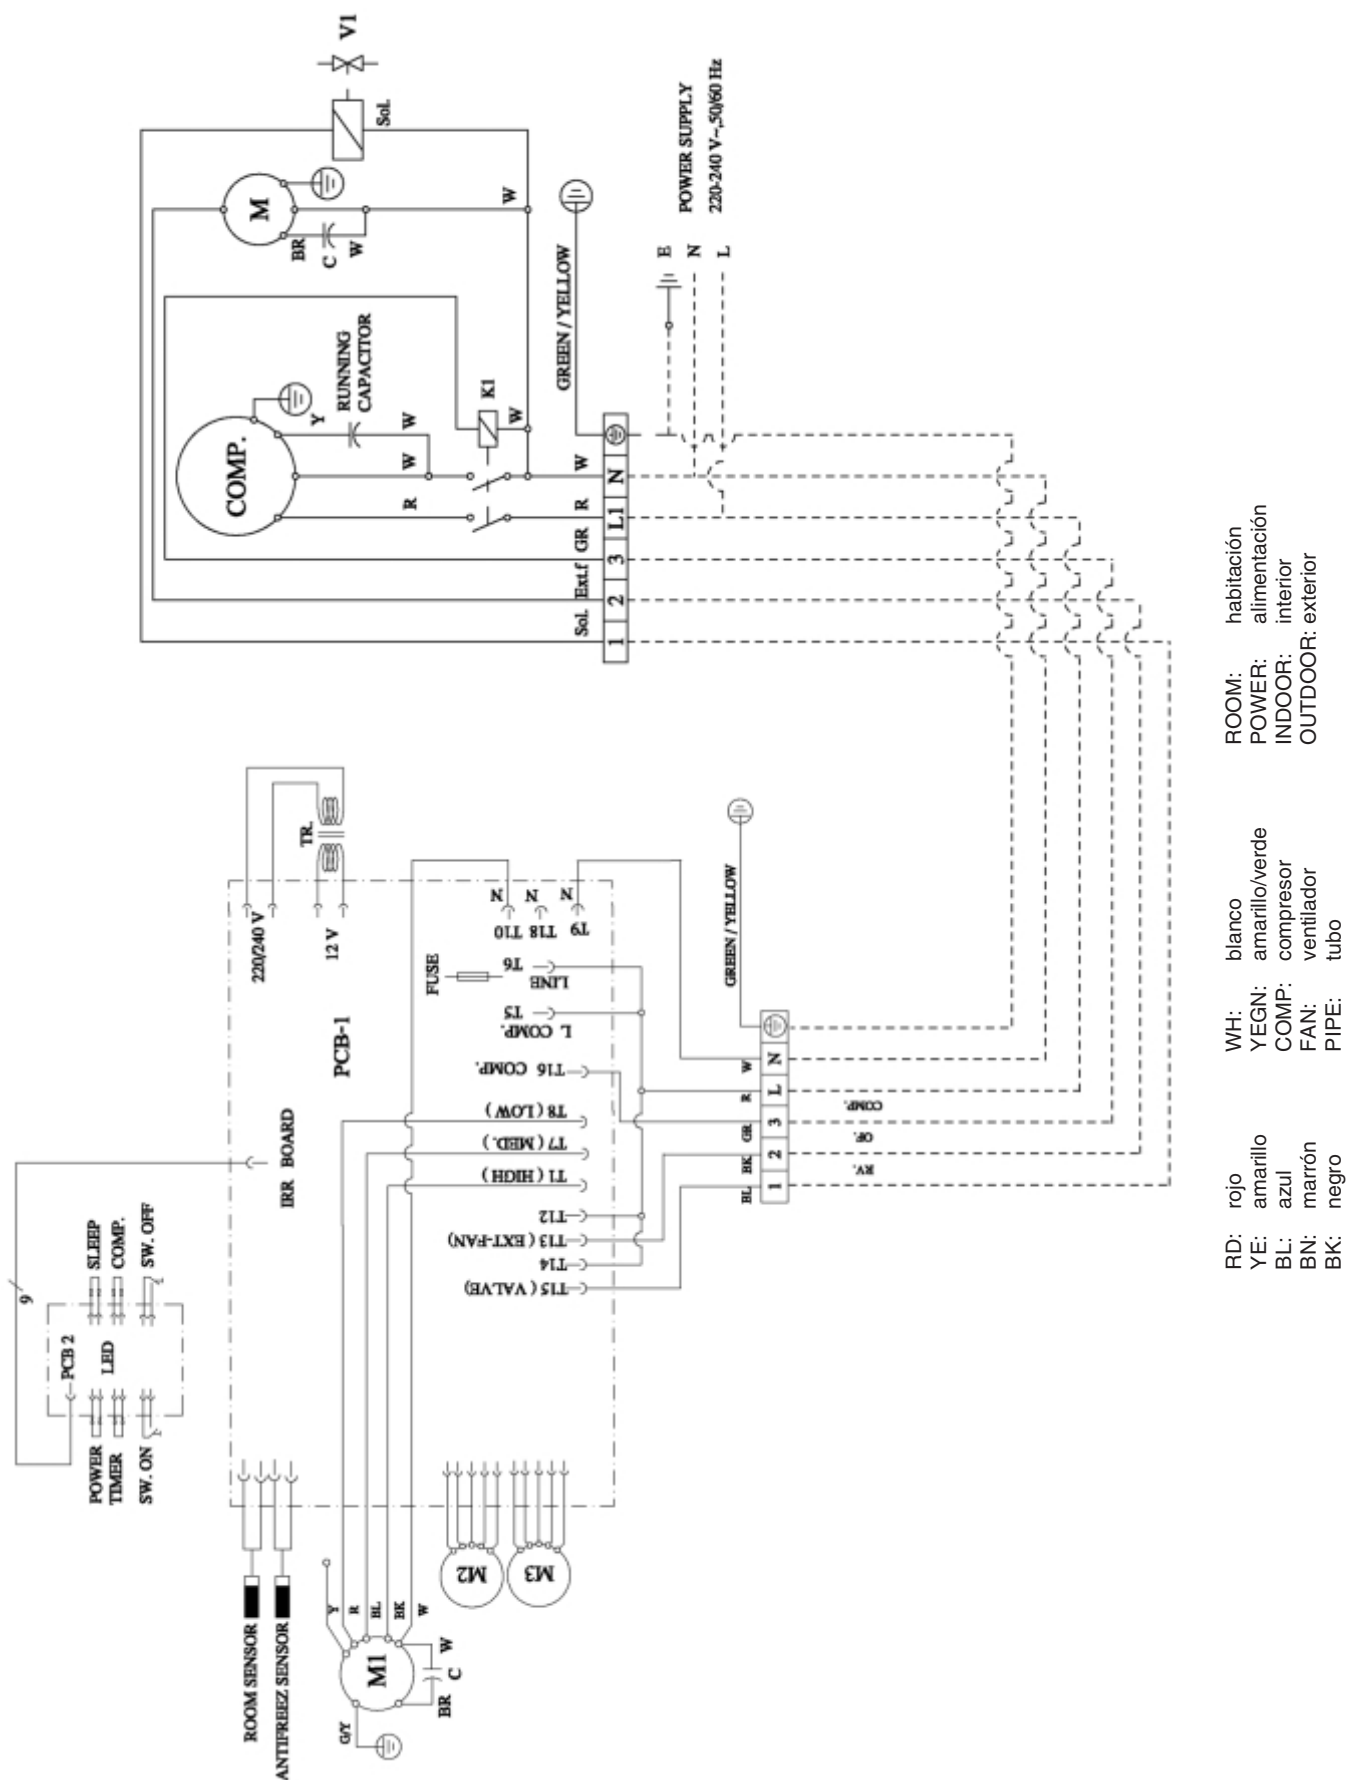 9
PCB 2
LED
POWER
TIMER
SW. ON
SLEEP
COMP.
SW. OFF
ROOM SENSOR
ANTIFREEZ SENSOR
IRR BOARD
PCB-1
220/240 V
12 V
TR.
FUSE
T10
N
T18
N
T9
N
T6
LINE
T5
L COMP.
T16 COMP.
T8 ( LOW )
T7 ( MED. )
T1 ( HIGH )
T12
T13 ( EXT-FAN)
T14
T15 ( VALVE)
M1
G/Y
Y
R
BL
BK
W
W
C
BR
M2
M3
GREEN / YELLOW
BL
BK
GR
R
W
1
2
3
L
N
RV.
OF.
COMP.
V1
Sol.
M
BR
C
W
W
COMP.
Y
RUNNING
CAPACITOR
W
W
R
K1
W
GREEN / YELLOW
Sol.
Ext.f
GR
R
W
1
2
3
L1
N
E
N
L
POWER SUPPLY
220-240 V~,50/60 Hz
RD: rojo
YE: amarillo
BL: azul
BN: marrón
BK: negro
WH: blanco
YEGN: amarillo/verde
COMP: compresor
FAN: ventilador
PIPE: tubo
ROOM: habitación
POWER: alimentación
INDOOR: interior
OUTDOOR: exterior